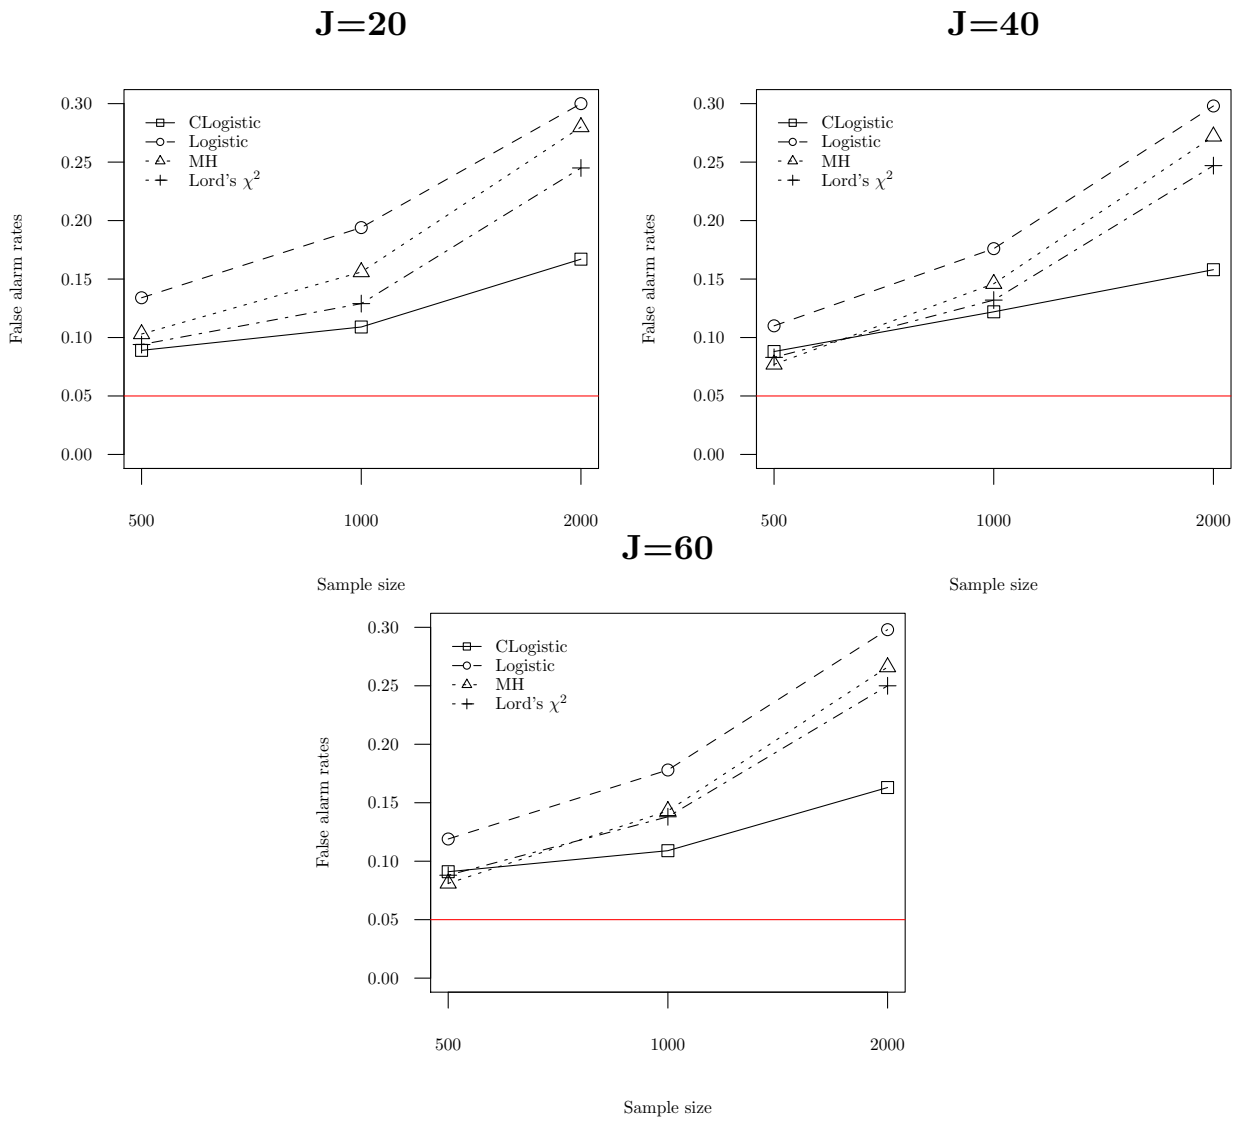 J=20
0.30
0.25
0.20
0.15
0.10
0.05
0.00
False alarm rates
CLogistic
Logistic
MH
Lord's χ²
500 1000 2000
Sample size
J=40
0.30
0.25
0.20
0.15
0.10
0.05
0.00
False alarm rates
CLogistic
Logistic
MH
Lord's χ²
500 1000 2000
Sample size
J=60
0.30
0.25
0.20
0.15
0.10
0.05
0.00
False alarm rates
CLogistic
Logistic
MH
Lord's χ²
500 1000 2000
Sample size